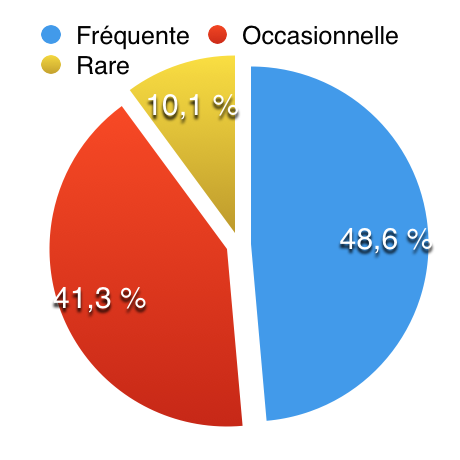 Fréquente Occasionnelle
Rare
10,1 %
48,6 %
41,3 %